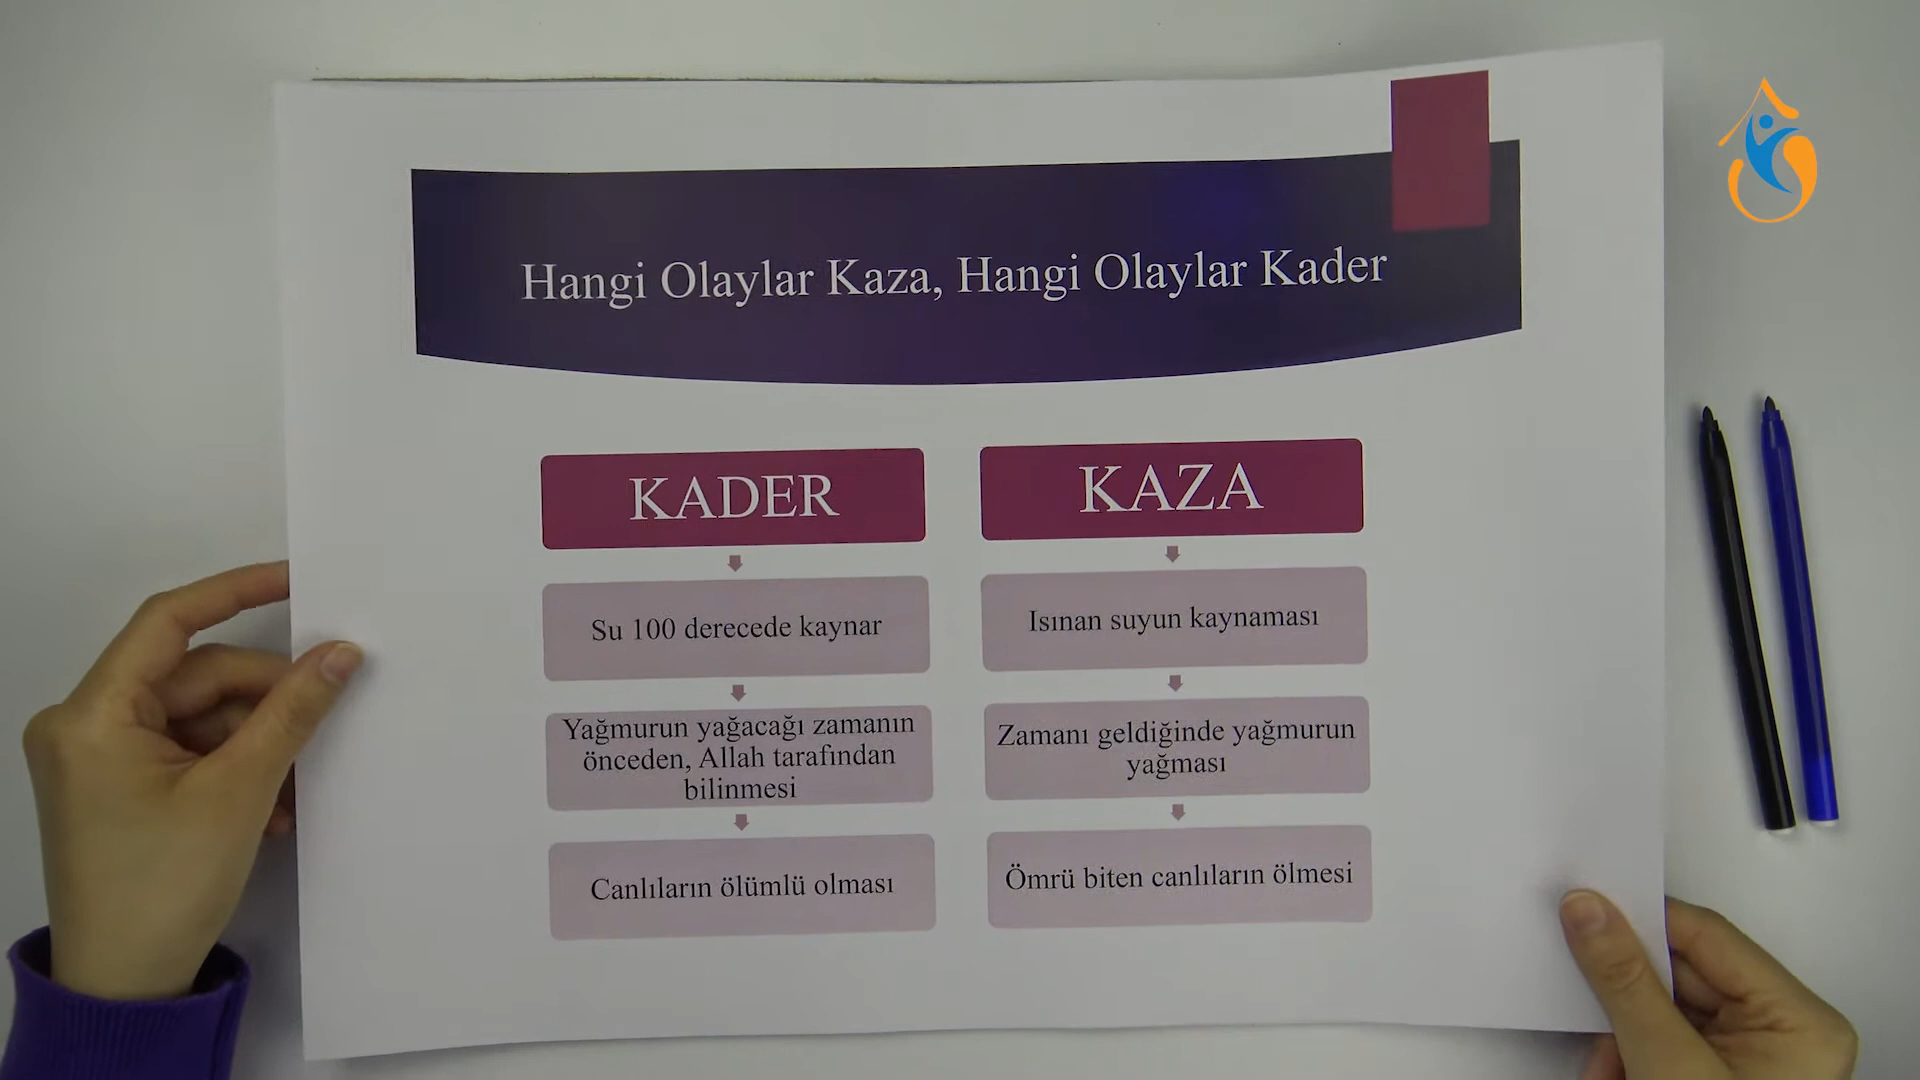 Hangi Olaylar Kaza, Hangi Olaylar Kader
KADER
Su 100 derecede kaynar
Yağmurun yağacağı zamanın
önceden, Allah tarafından
bilinmesi
Canlıların ölümlü olması
KAZA
Isınan suyun kaynaması
Zamanı geldiğinde yağmurun
yağması
Ömrü biten canlıların ölmesi